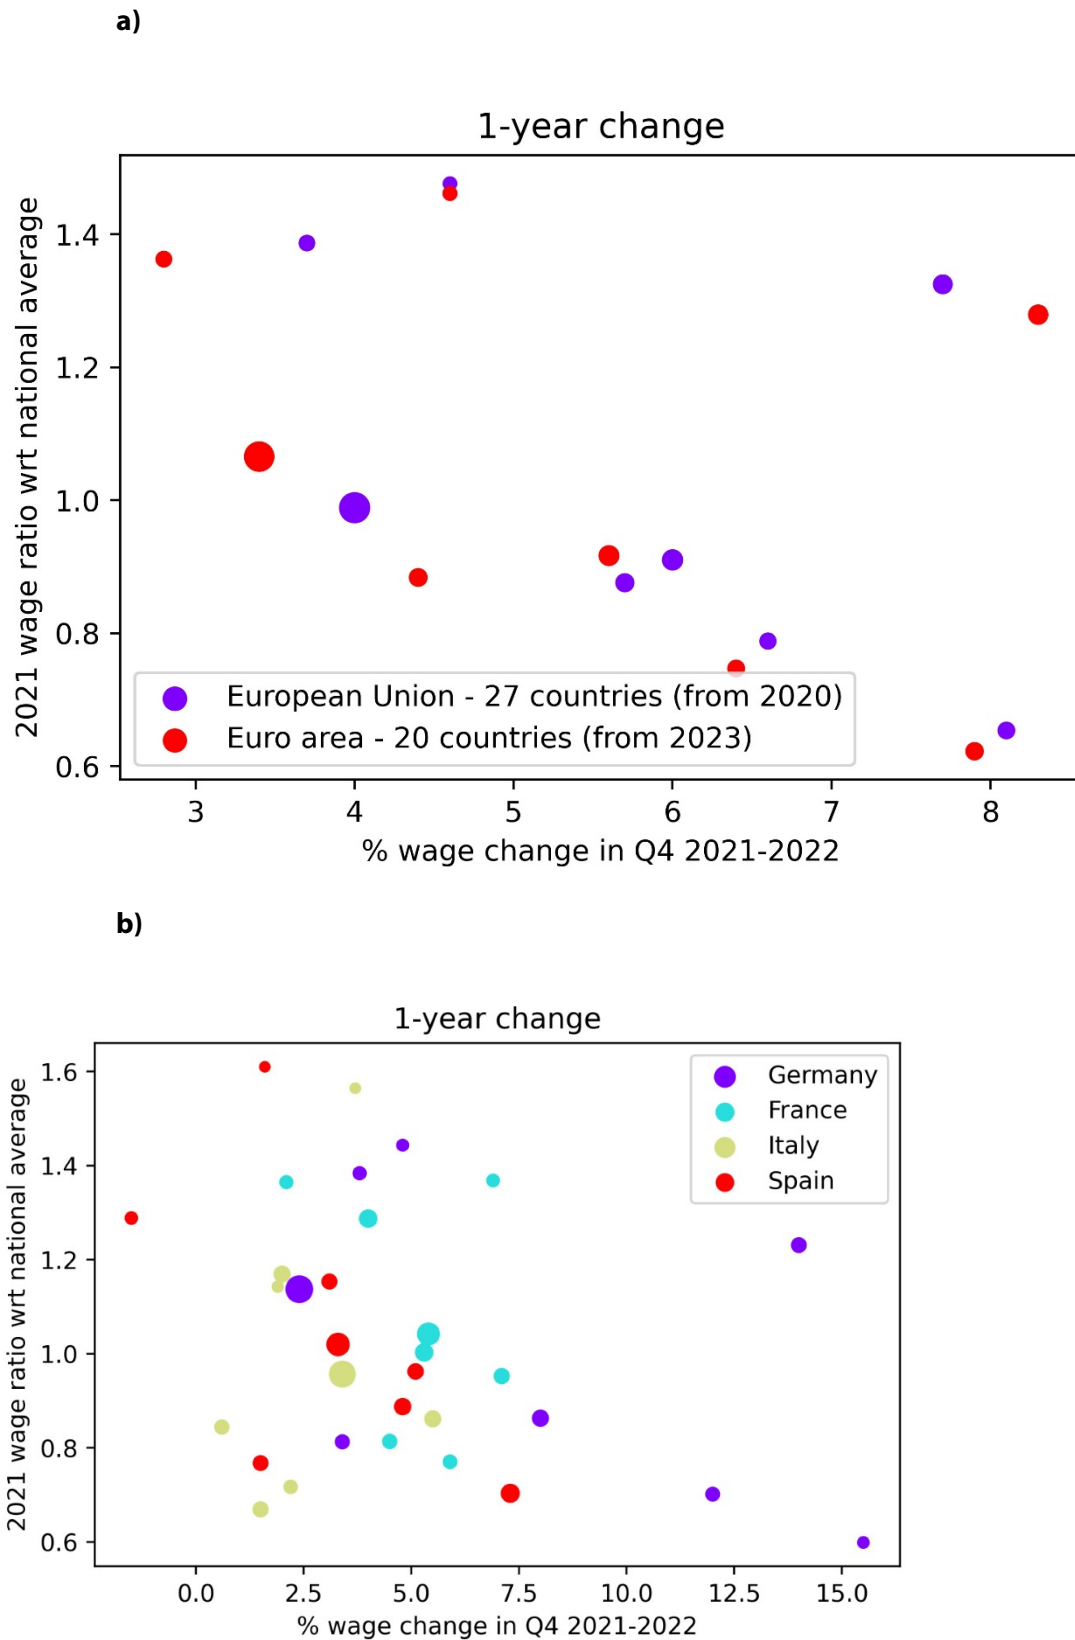 a)
1-year change
2021 wage ratio wrt national average
1.4
1.2
1.0
0.8
0.6
European Union - 27 countries (from 2020)
Euro area - 20 countries (from 2023)
3 4 5 6 7 8
% wage change in Q4 2021-2022
b)
1-year change
2021 wage ratio wrt national average
1.6
1.4
1.2
1.0
0.8
0.6
Germany
France
Italy
Spain
0.0 2.5 5.0 7.5 10.0 12.5 15.0
% wage change in Q4 2021-2022